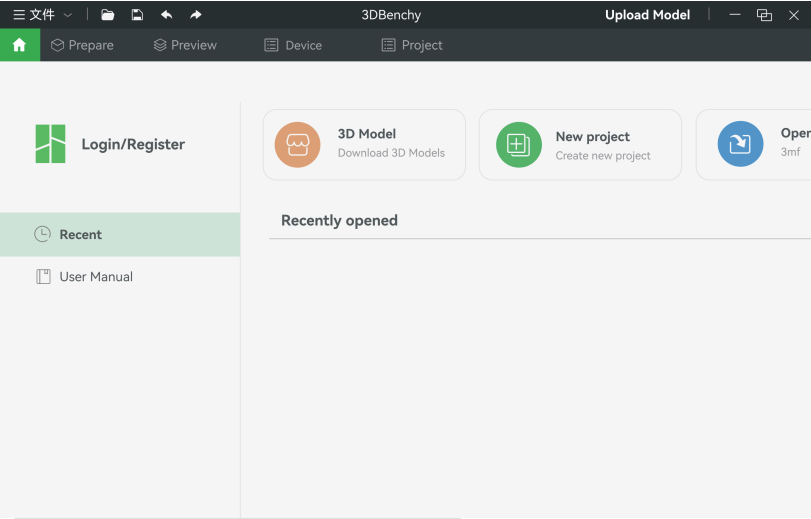 文件 3DBenchy Upload Model
Prepare Preview Device Project
Login/Register
3D Model
Download 3D Models
New project
Create new project
Open
3mf
Recently opened
Recent
User Manual